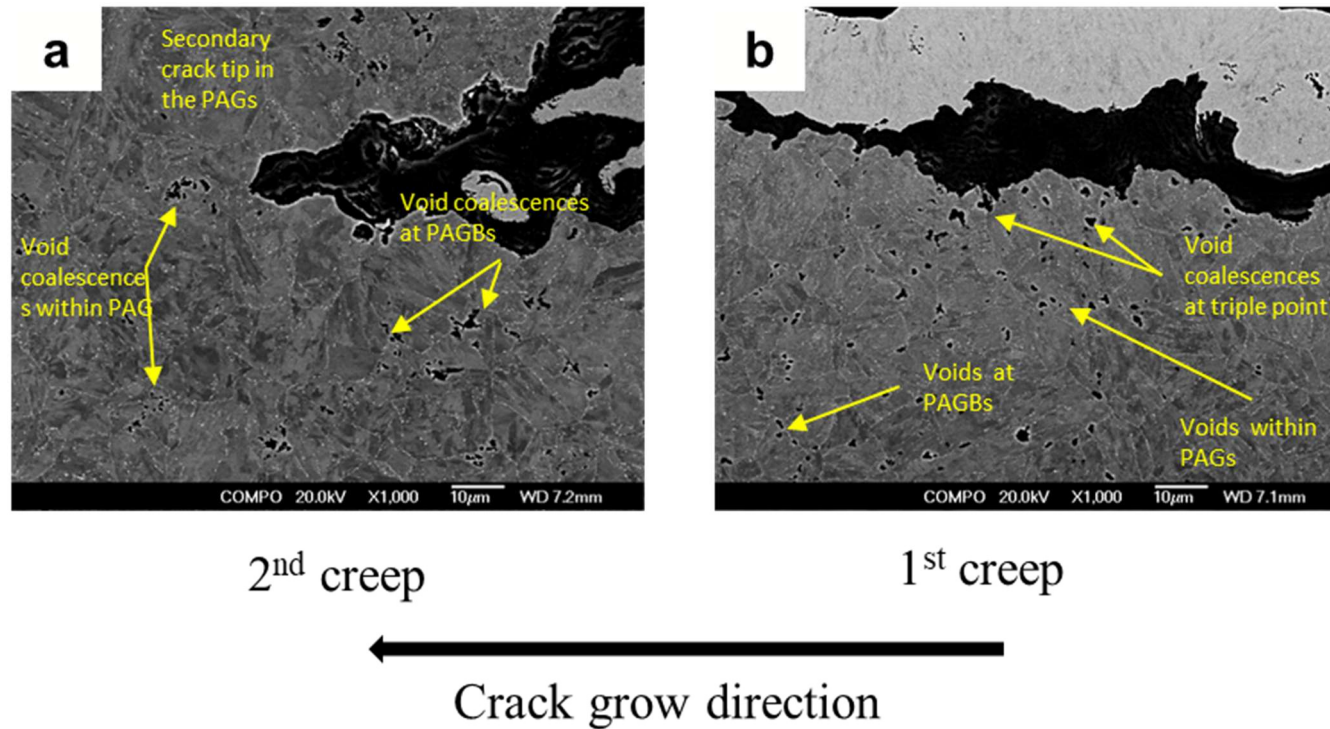 a
Secondary
crack tip in
the PAGs
Void coalescences
at PAGBs
Void
coalescence
s within PAG
COMPO 20.0kV X1,000 10μm WD 7.2mm
b
Void
coalescences
at triple point
Voids at
PAGBs
Voids within
PAGs
COMPO 20.0kV X1,000 10μm WD 7.1mm
2nd creep
1st creep
Crack grow direction